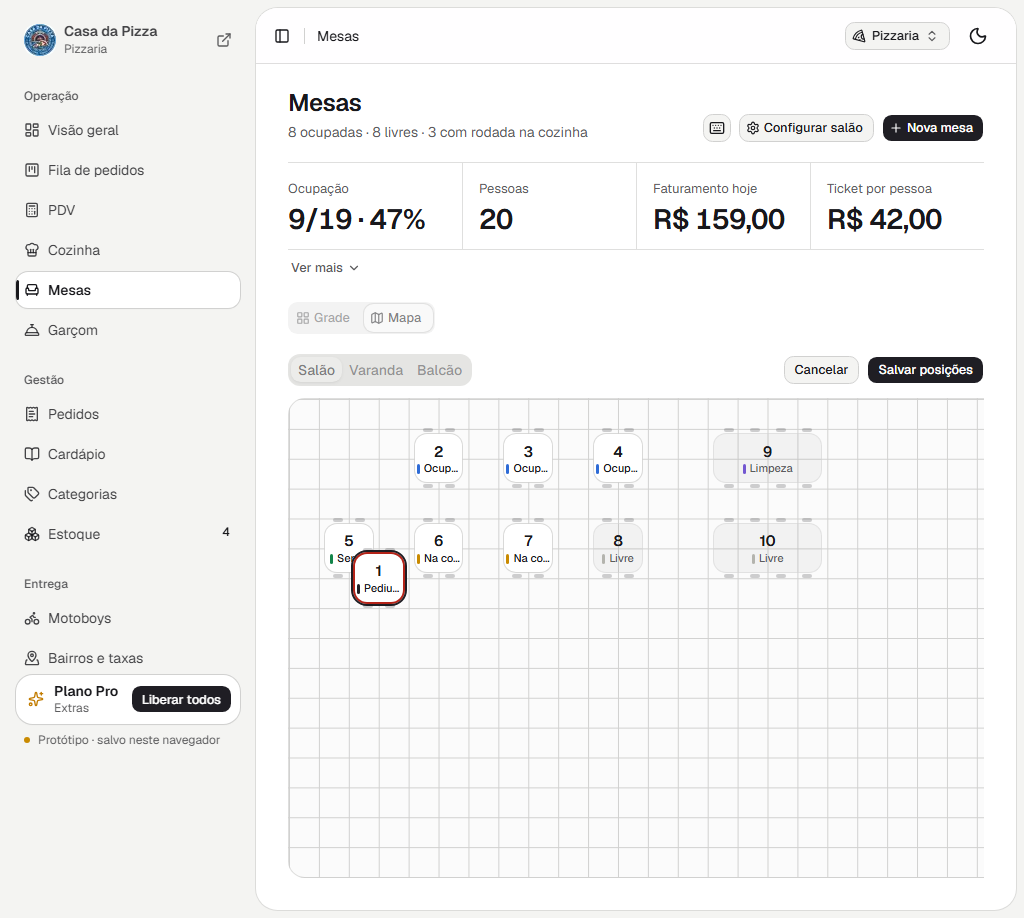 Casa da Pizza
Pizzaria
Operação
Visão geral
Fila de pedidos
PDV
Cozinha
Mesas
Garçom
Gestão
Pedidos
Cardápio
Categorias
Estoque 4
Entrega
Motoboys
Bairros e taxas
Plano Pro
Extras
Liberar todos
Protótipo · salvo neste navegador
Mesas
Pizzaria
Mesas
8 ocupadas · 8 livres · 3 com rodada na cozinha
Configurar salão
+ Nova mesa
Ocupação
9/19 · 47%
Pessoas
20
Faturamento hoje
R$ 159,00
Ticket por pessoa
R$ 42,00
Ver mais
Grade
Mapa
Salão Varanda Balcão
Cancelar
Salvar posições
2
Ocup...
3
Ocup...
4
Ocup...
9
Limpeza
5
1
Pediu...
6
Na co...
7
Na co...
8
Livre
10
Livre